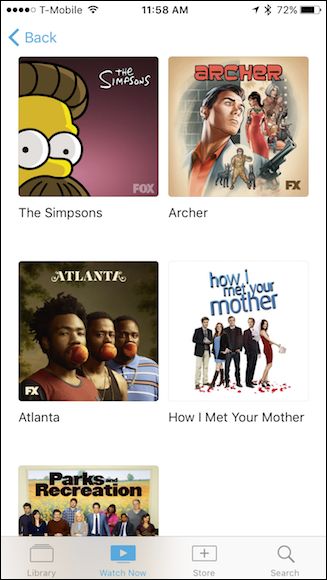 T-Mobile 11:58 AM 72%
Back
THE SIMPSONS
FOX
ARCHER
FX
The Simpsons
Archer
ATLANTA
FX
how i met your mother
Atlanta
How I Met Your Mother
Parks and Recreation
Library
Watch Now
Store
Search